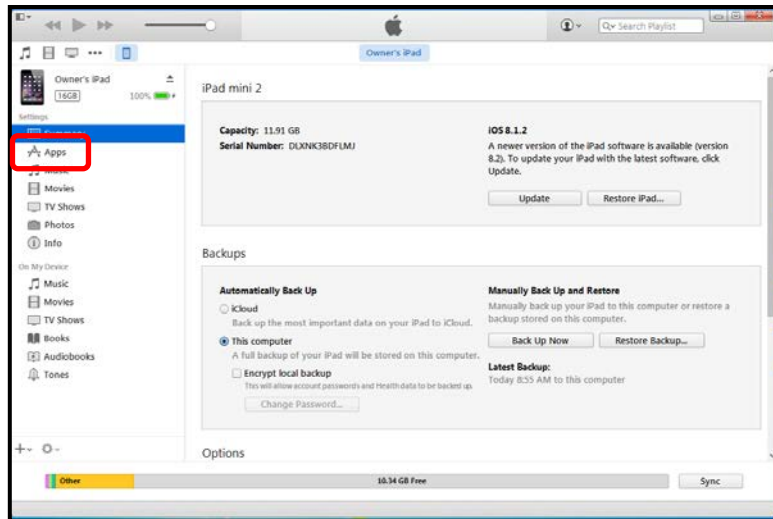 Search Playlist
Owner's iPad
Owner's iPad
16GB
100%
Settings
Summary
Apps
Music
Movies
TV Shows
Photos
Info
On My Device
Music
Movies
TV Shows
Books
Audiobooks
Tones
iPad mini 2
Capacity: 11.91 GB
Serial Number: DLXNK3BDFLMJ
iOS 8.1.2
A newer version of the iPad software is available (version
8.2). To update your iPad with the latest software, click
Update.
Update
Restore iPad...
Backups
Automatically Back Up
iCloud
Back up the most important data on your iPad to iCloud.
This computer
A full backup of your iPad will be stored on this computer.
Encrypt local backup
This will allow account passwords and Health data to be backed up.
Change Password...
Manually Back Up and Restore
Manually back up your iPad to this computer or restore a
backup stored on this computer.
Back Up Now
Restore Backup...
Latest Backup:
Today 8:55 AM to this computer
Options
Other
10.34 GB Free
Sync